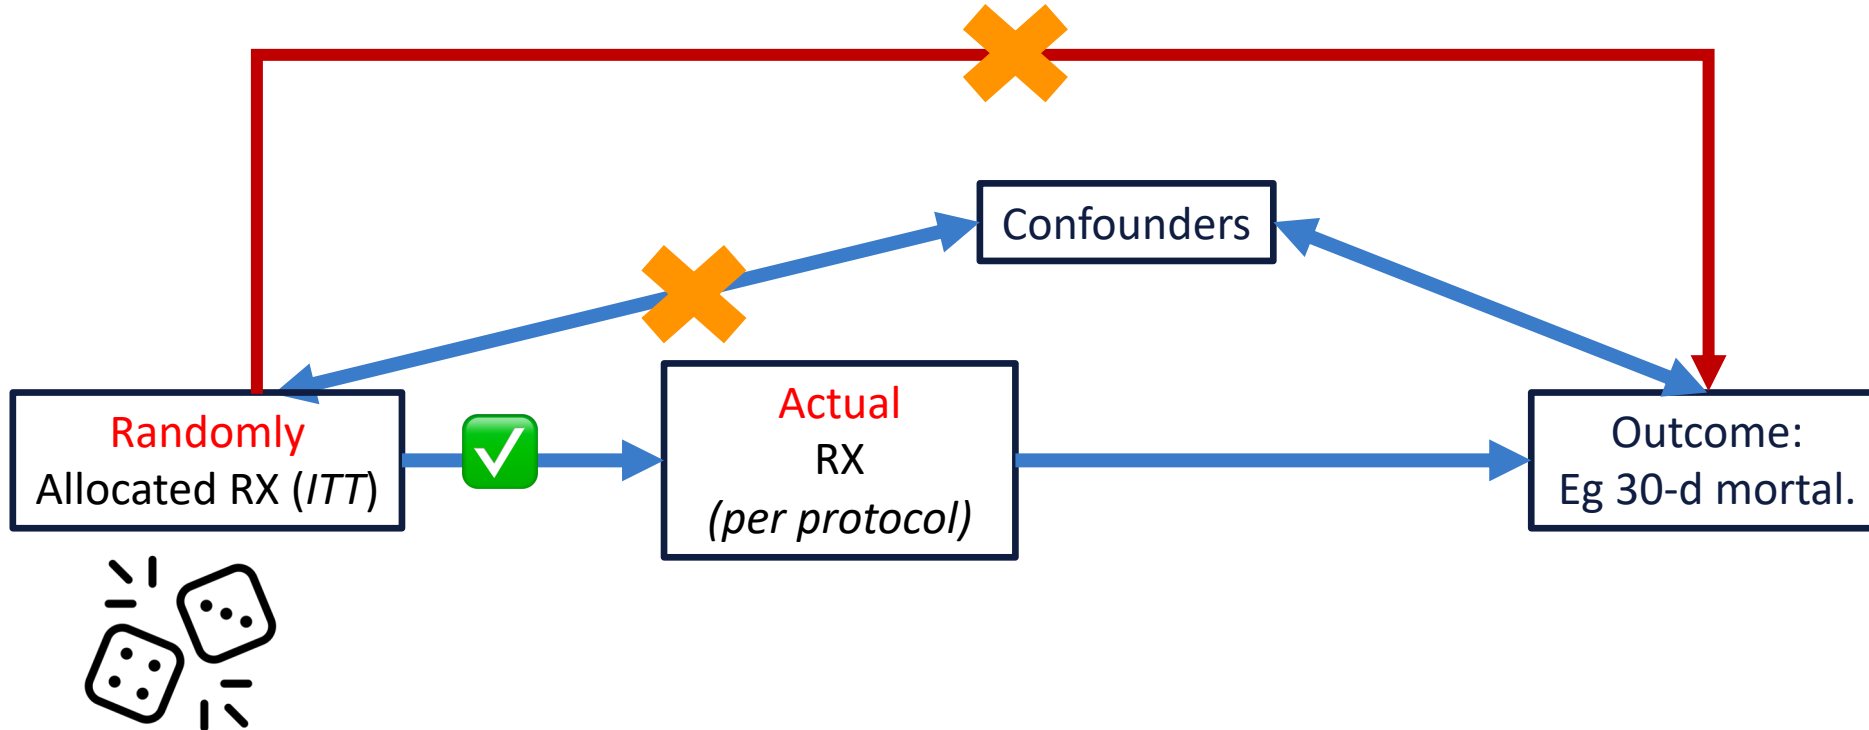 Confounders
Randomly
Allocated RX (ITT)
Actual
RX
(per protocol)
Outcome:
Eg 30-d mortal.